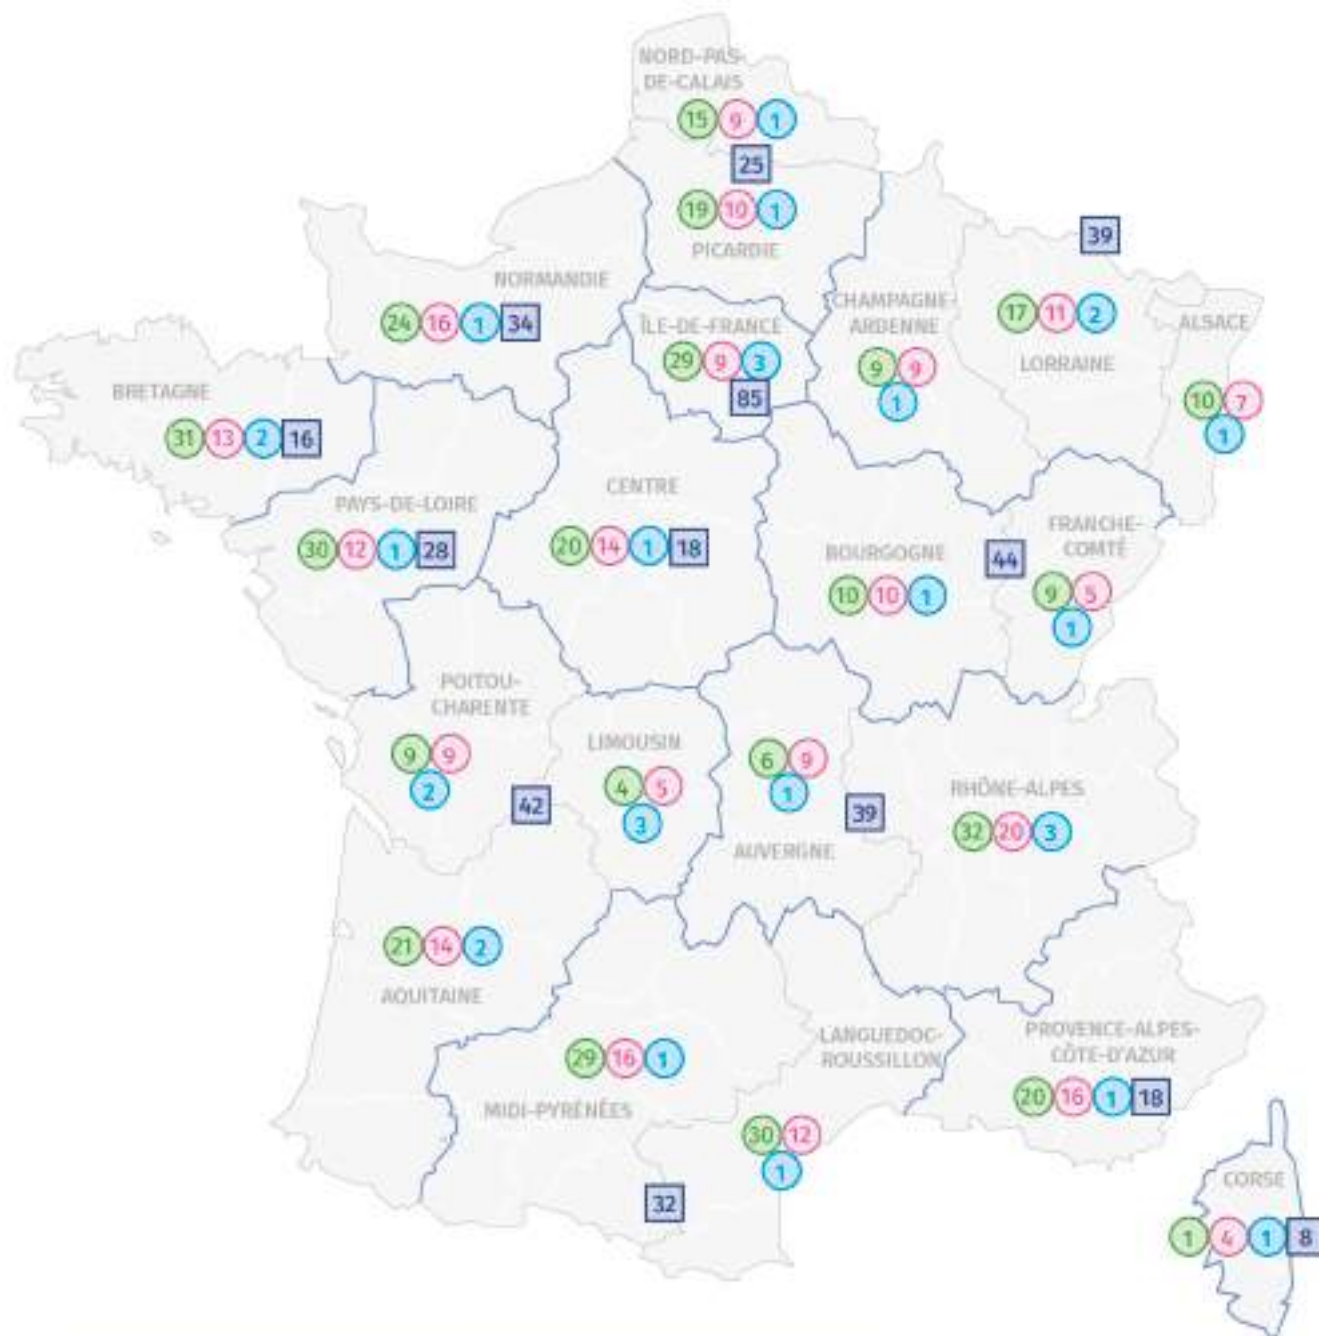 NORD-PAS-
DE-CALAIS
15 9 1
25
19 10 1
PICARDIE
39
NORMANDIE
24 16 1 34
ÎLE-DE-FRANCE
29 9 3
85
CHAMPAGNE-
ARDENNE
9 9
1
17 11 2
LORRAINE
ALSACE
10 7
1
BRETAGNE
31 13 2 16
PAYS-DE-LOIRE
30 12 1 28
CENTRE
20 14 1 18
BOURGOGNE
10 10 1
44
FRANCHE-
COMTÉ
9 5
1
POITOU-
CHARENTE
9 9
2
42
LIMOUSIN
4 5
3
6 9
1
39
AUVERGNE
RHÔNE-ALPES
32 20 3
21 14 2
AQUITAINE
29 16 1
MIDI-PYRÉNÉES
LANGUEDOC-
ROUSSILLON
30 12
1
32
PROVENCE-ALPES-
CÔTE-D'AZUR
20 16 1 18
CORSE
1 4 1 8